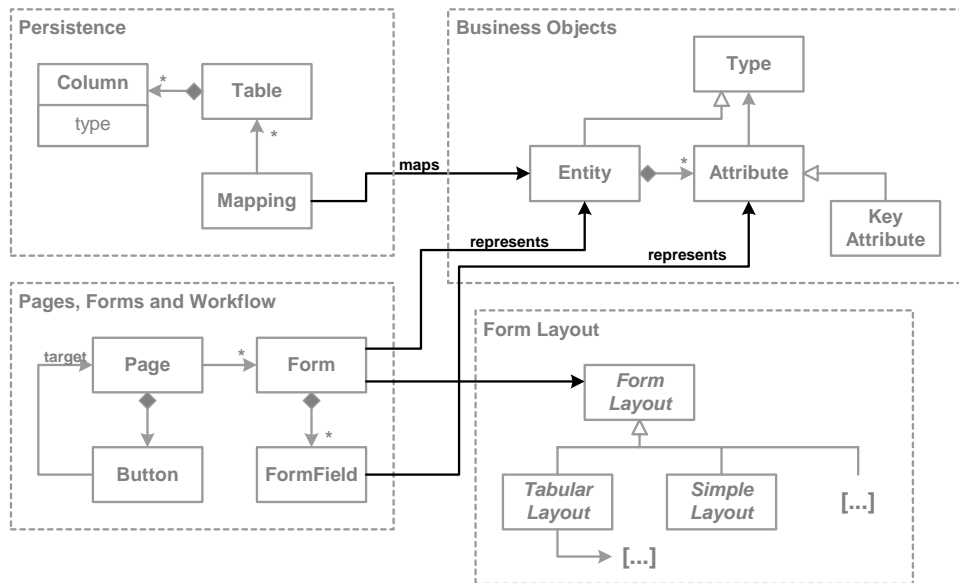 Persistence
Column
type
*
Table
*
Mapping
maps
Business Objects
Type
Entity
*
Attribute
Key
Attribute
represents
represents
Pages, Forms and Workflow
target
Page
*
Form
Button
*
FormField
Form Layout
Form
Layout
Tabular
Layout
Simple
Layout
[...]
[...]